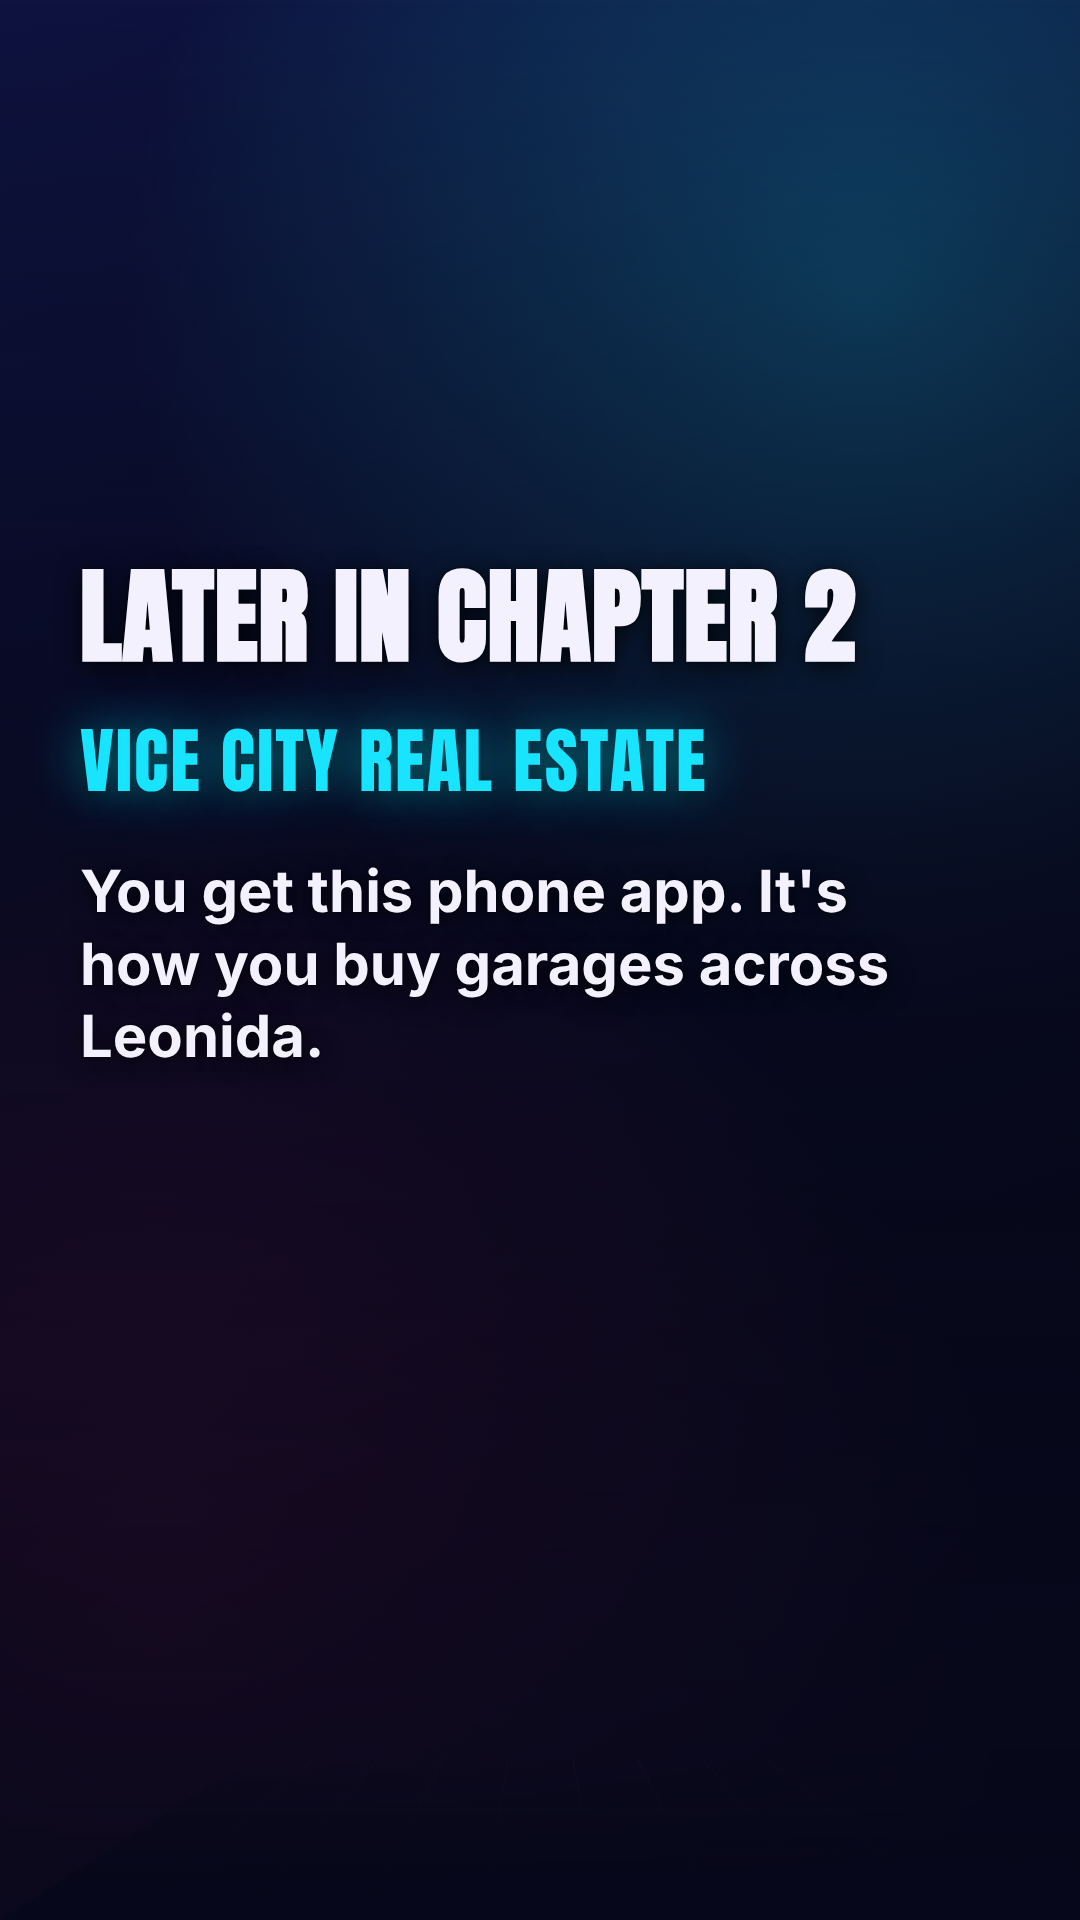 LATER IN CHAPTER 2
VICE CITY REAL ESTATE
You get this phone app. It's
how you buy garages across
Leonida.